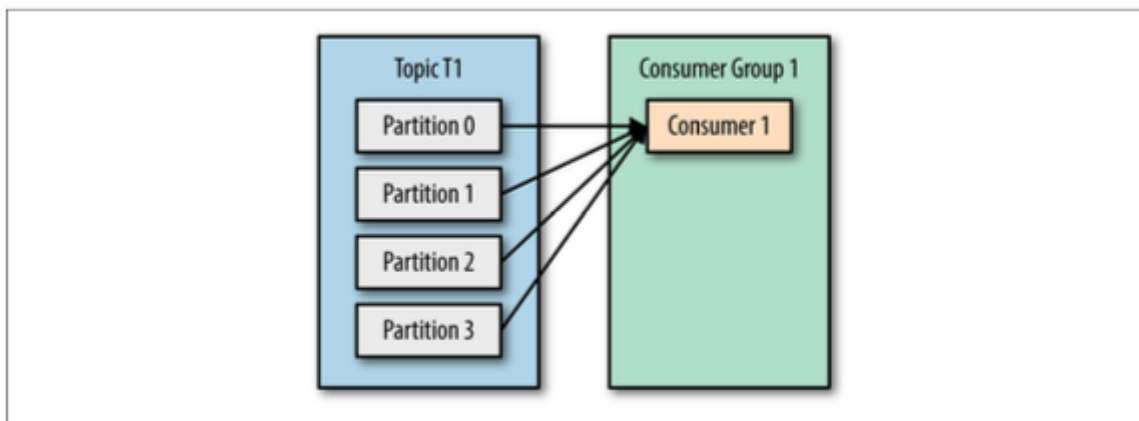 Topic T1
Partition 0
Partition 1
Partition 2
Partition 3
Consumer Group 1
Consumer 1